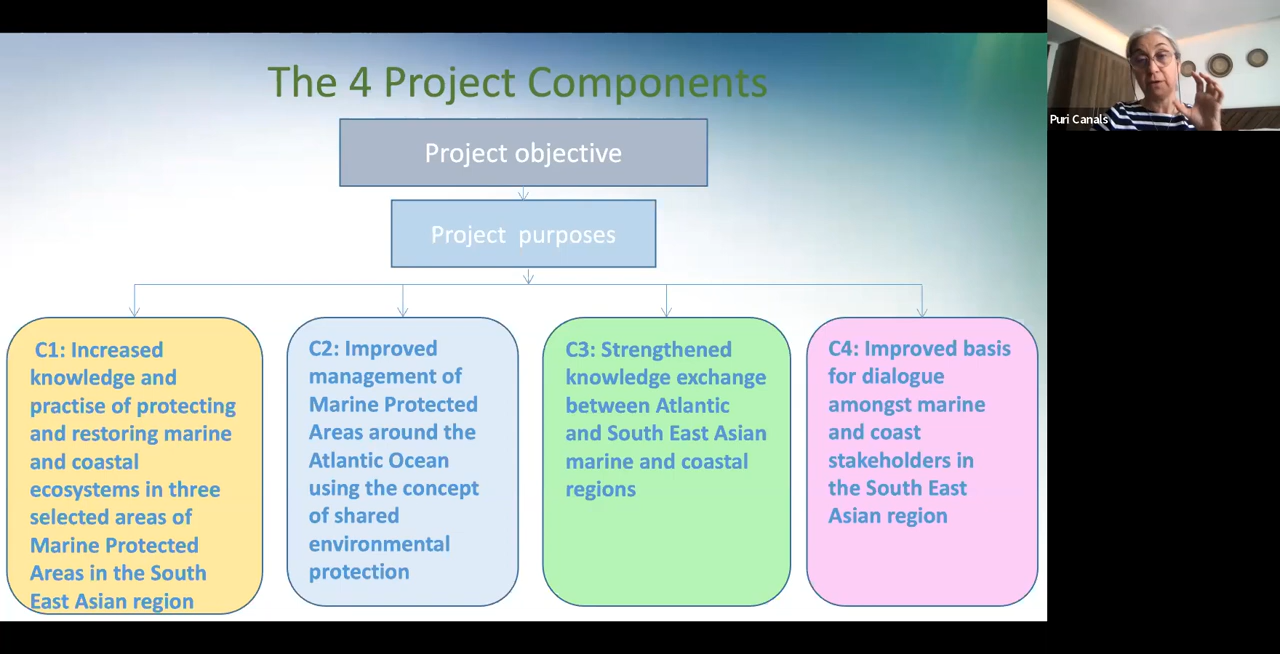 The 4 Project Components
Puri Canals
Project objective
Project purposes
C1: Increased
knowledge and
practise of protecting
and restoring marine
and coastal
ecosystems in three
selected areas of
Marine Protected
Areas in the South
East Asian region
C2: Improved
management of
Marine Protected
Areas around the
Atlantic Ocean
using the concept
of shared
environmental
protection
C3: Strengthened
knowledge exchange
between Atlantic
and South East Asian
marine and coastal
regions
C4: Improved basis
for dialogue
amongst marine
and coast
stakeholders in
the South East
Asian region